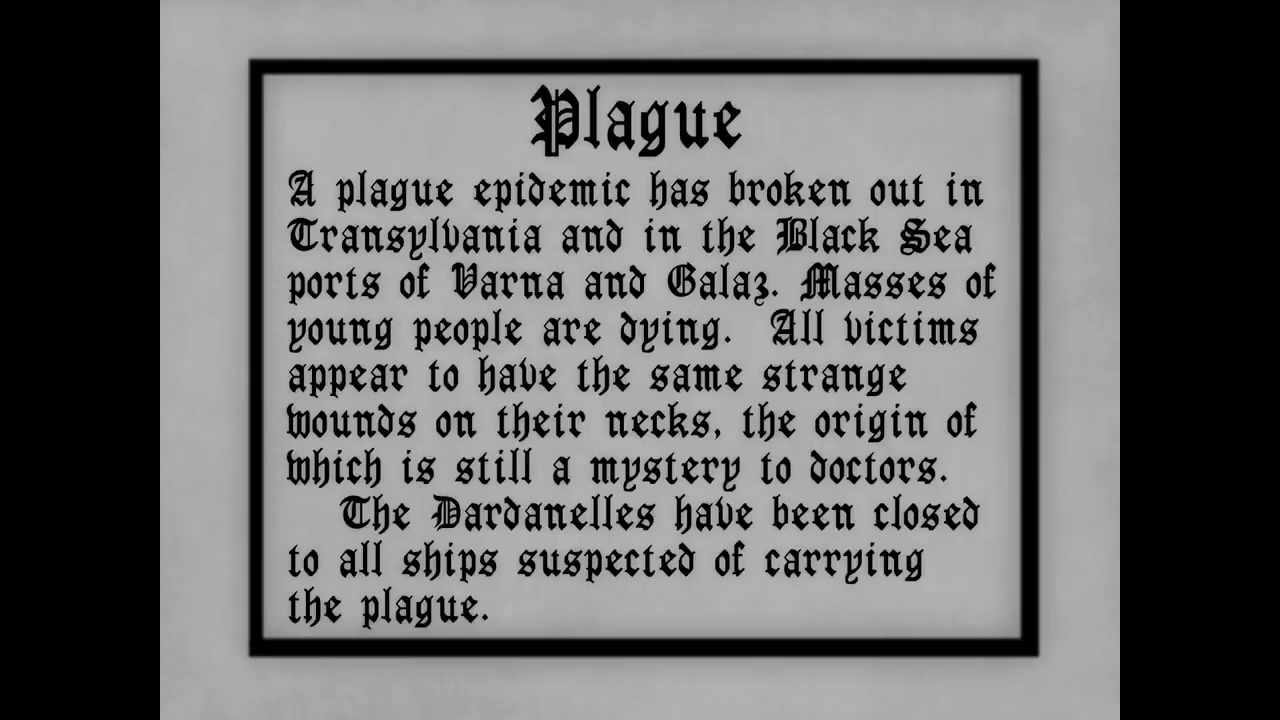 Plague
A plague epidemic has broken out in
Transylvania and in the Black Sea
ports of Varna and Galaz. Masses of
young people are dying. All victims
appear to have the same strange
wounds on their necks, the origin of
which is still a mystery to doctors.
The Dardanelles have been closed
to all ships suspected of carrying
the plague.